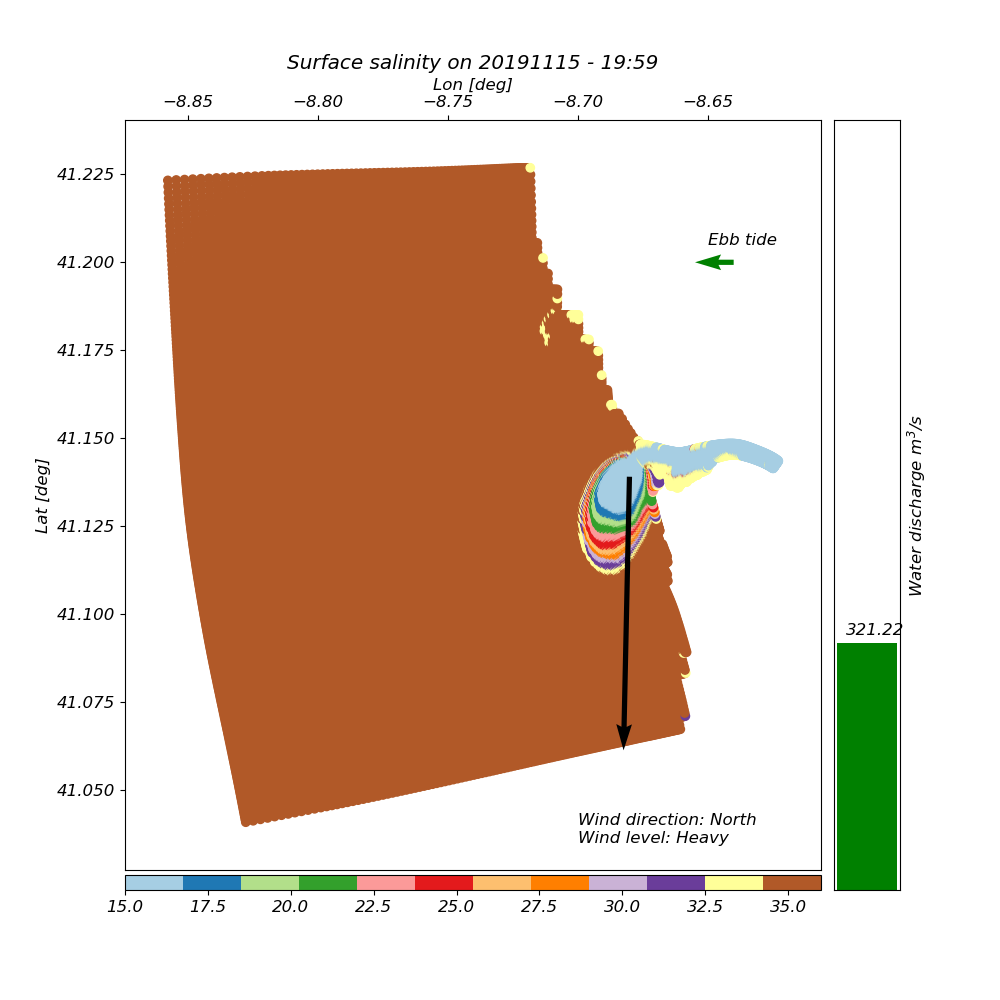 Surface salinity on 20191115 - 19:59
Lon [deg]
−8.85 −8.80 −8.75 −8.70 −8.65
41.225
41.200
41.175
41.150
41.125
41.100
41.075
41.050
Lat [deg]
Ebb tide
Wind direction: North
Wind level: Heavy
15.0 17.5 20.0 22.5 25.0 27.5 30.0 32.5 35.0
321.22
Water discharge m³/s